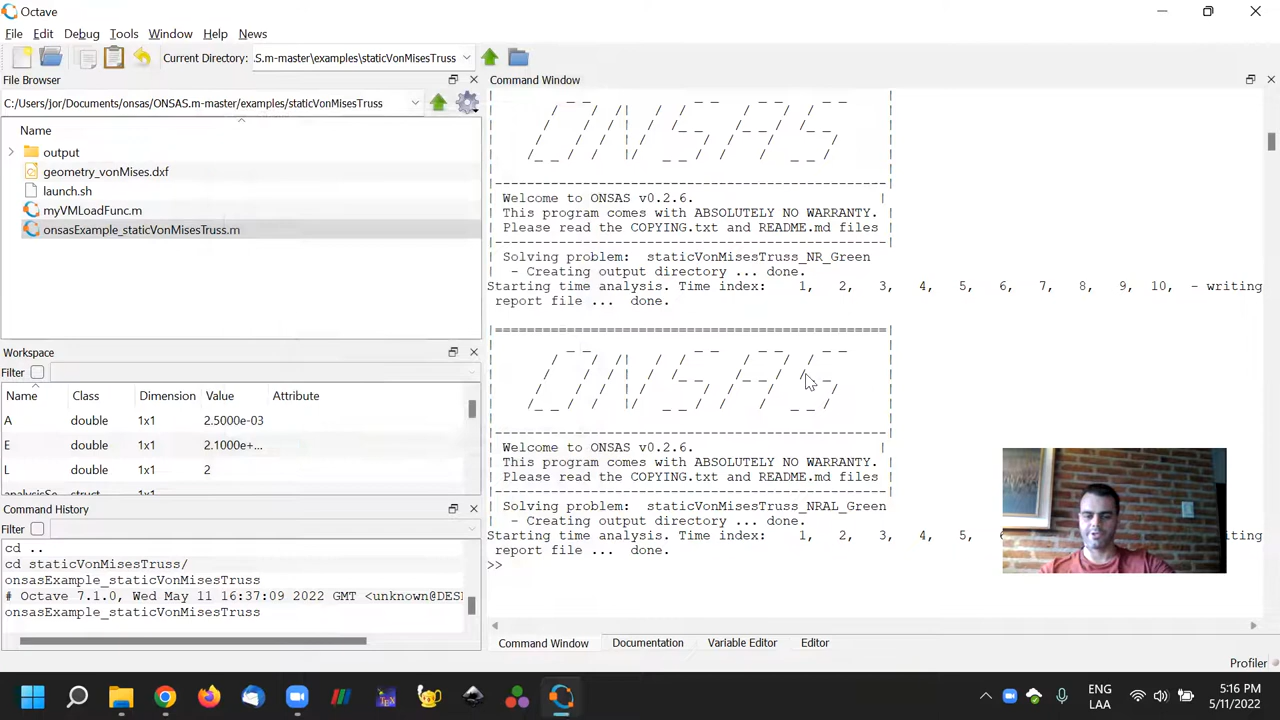 Octave
File Edit Debug Tools Window Help News
Current Directory: S.m-master\examples\staticVonMisesTruss
File Browser
Command Window
C:/Users/jor/Documents/onsas/ONSAS.m-master/examples/staticVonMisesTruss
Name
output
geometry_vonMises.dxf
launch.sh
myVMLoadFunc.m
onsasExample_staticVonMisesTruss.m
Workspace
Filter
Name Class Dimension Value Attribute
A double 1x1 2.5000e-03
E double 1x1 2.1000e+...
L double 1x1 2
Command History
Filter
cd ..
cd staticVonMisesTruss/
onsasExample_staticVonMisesTruss
# Octave 7.1.0, Wed May 11 16:37:09 2022 GMT <unknown@DESI
onsasExample_staticVonMisesTruss
ONSAS
|-------------------------------------------------|
| Welcome to ONSAS v0.2.6. |
| This program comes with ABSOLUTELY NO WARRANTY. |
| Please read the COPYING.txt and README.md files |
|-------------------------------------------------|
| Solving problem: staticVonMisesTruss_NR_Green
| - Creating output directory ... done.
Starting time analysis. Time index: 1, 2, 3, 4, 5, 6, 7, 8, 9, 10, - writing
report file ... done.
|=================================================|
ONSAS
|-------------------------------------------------|
| Welcome to ONSAS v0.2.6. |
| This program comes with ABSOLUTELY NO WARRANTY. |
| Please read the COPYING.txt and README.md files |
|-------------------------------------------------|
| Solving problem: staticVonMisesTruss_NRAL_Green
| - Creating output directory ... done.
Starting time analysis. Time index: 1, 2, 3, 4, 5,
report file ... done.
>>
Command Window Documentation Variable Editor Editor
Profiler
ENG
LAA
5:16 PM
5/11/2022